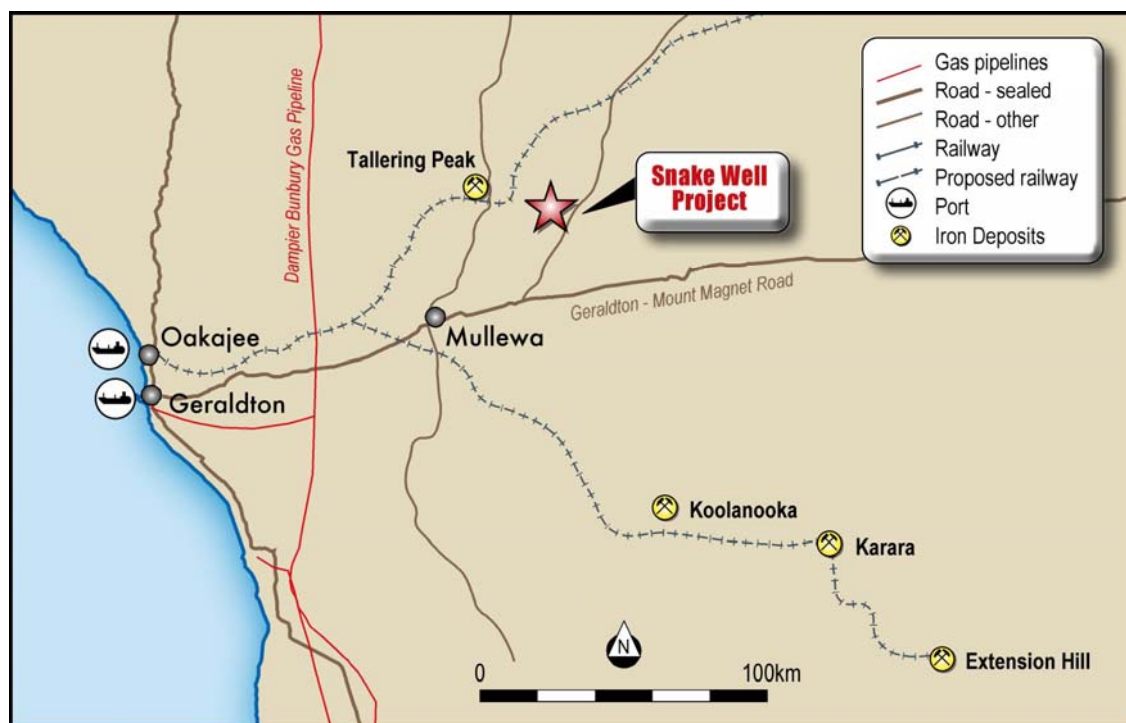 Gas pipelines
Road - sealed
Road - other
Railway
Proposed railway
Port
Iron Deposits
Dampier Bunbury Gas Pipeline
Tallering Peak
Snake Well
Project
Geraldton - Mount Magnet Road
Oakajee
Mullewa
Geraldton
Koolanooka
Karara
Extension Hill
N
0
100km